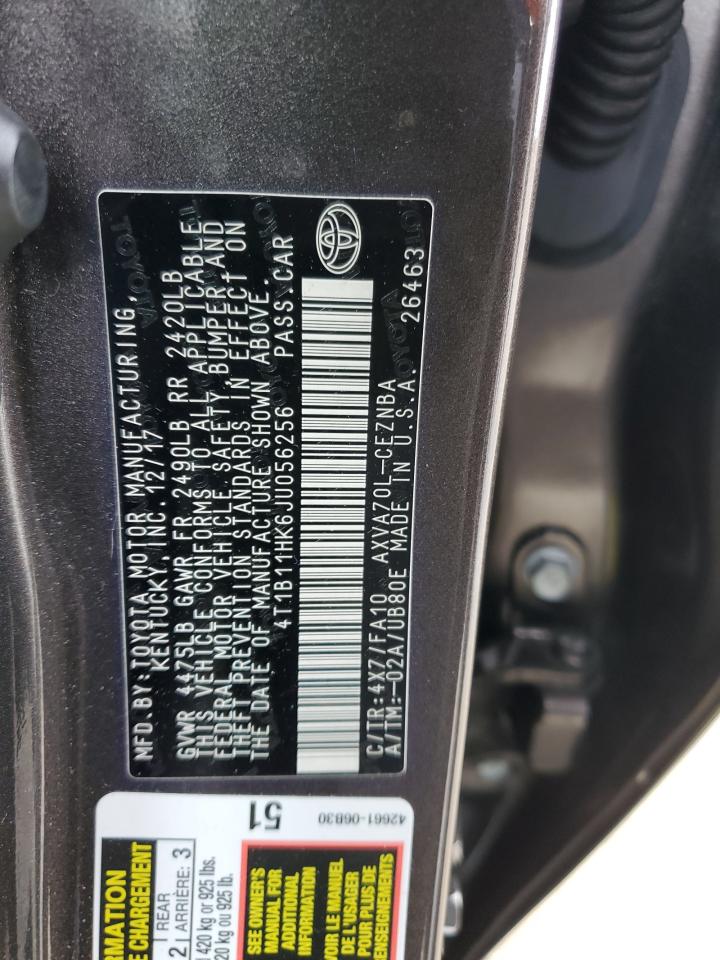 MFD.BY:TOYOTA MOTOR MANUFACTURING,
KENTUCKY, INC. 12/17
GVWR 4475LB GAWR FR 2490LB RR 2420LB
THIS VEHICLE CONFORMS TO ALL APPLICABLE
FEDERAL MOTOR VEHICLE SAFETY, BUMPER AND
THEFT PREVENTION STANDARDS IN EFFECT ON
THE DATE OF MANUFACTURE SHOWN ABOVE.
4T1B11HK6JU056256 PASS.CAR
C/TR:4X7/FA10 AXVA70L-CEZNBA
A/TM:-02A/UB80E MADE IN U.S.A. 26463
TOYOTA
51
42661-06B30
RMATION
E CHARGEMENT
2 REAR
ARRIÈRE: 3
420 kg or 925 lbs.
20 kg ou 925 lb.
SEE OWNER'S
MANUAL FOR
ADDITIONAL
INFORMATION
VOIR LE MANUEL
DE L'USAGER
POUR PLUS DE
RENSEIGNEMENTS